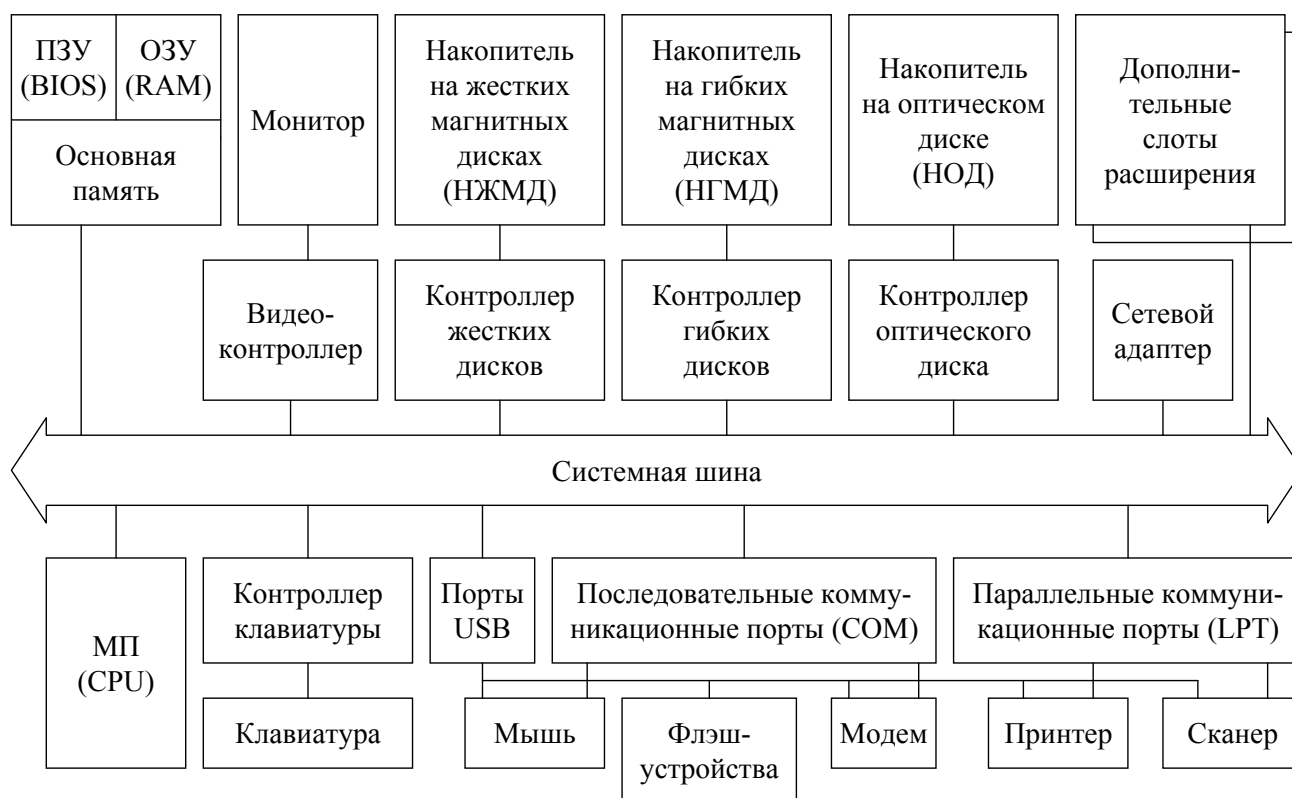 ПЗУ
(BIOS)
ОЗУ
(RAM)
Основная
память
Монитор
Накопитель
на жестких
магнитных
дисках
(НЖМД)
Накопитель
на гибких
магнитных
дисках
(НГМД)
Накопитель
на оптическом
диске
(НОД)
Дополни-
тельные
слоты
расширения
Видео-
контроллер
Контроллер
жестких
дисков
Контроллер
гибких
дисков
Контроллер
оптического
диска
Сетевой
адаптер
Системная шина
МП
(CPU)
Контроллер
клавиатуры
Порты
USB
Последовательные комму-
никационные порты (COM)
Параллельные коммуни-
кационные порты (LPT)
Клавиатура
Мышь
Флэш-
устройства
Модем
Принтер
Сканер